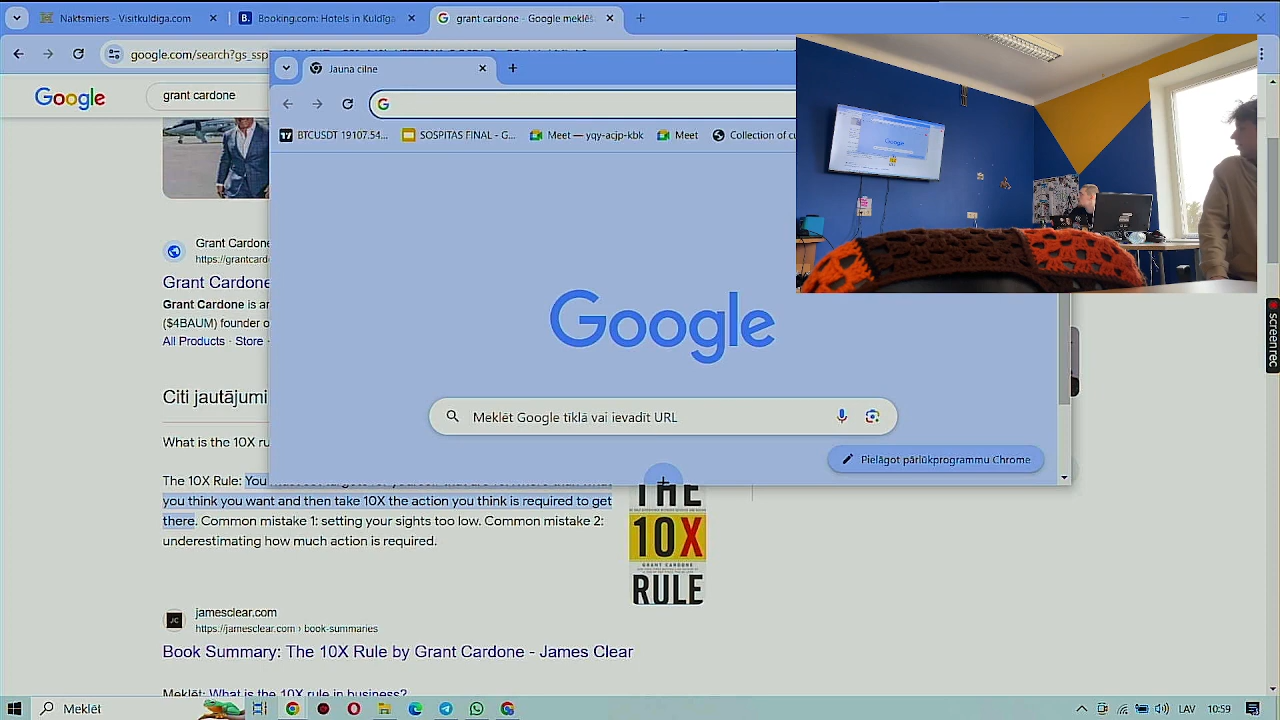 Naktsmiers - Visitkuldiga.com
Booking.com: Hotels in Kuldīga
grant cardone - Google meklēš
google.com/search?gs_ssp
Jauna cilne
Google
grant cardone
BTCUSDT 19107.54...
SOSPITAS FINAL - G...
Meet — yqy-acjp-kbk
Meet
Collection of cu
Grant Cardone
https://grantcard
Grant Cardone
Grant Cardone is an
($4BAUM) founder o
All Products · Store ·
Google
Citi jautājumi
Meklēt Google tīklā vai ievadīt URL
What is the 10X ru
Pielāgot pārlūkprogrammu Chrome
The 10X Rule: You
you think you want and then take 10X the action you think is required to get
there. Common mistake 1: setting your sights too low. Common mistake 2:
underestimating how much action is required.
THE
10X
GRANT CARDONE
RULE
jamesclear.com
https://jamesclear.com › book-summaries
Book Summary: The 10X Rule by Grant Cardone - James Clear
Meklēt: What is the 10X rule in business?
screenrec
Meklēt
LAV
10:59